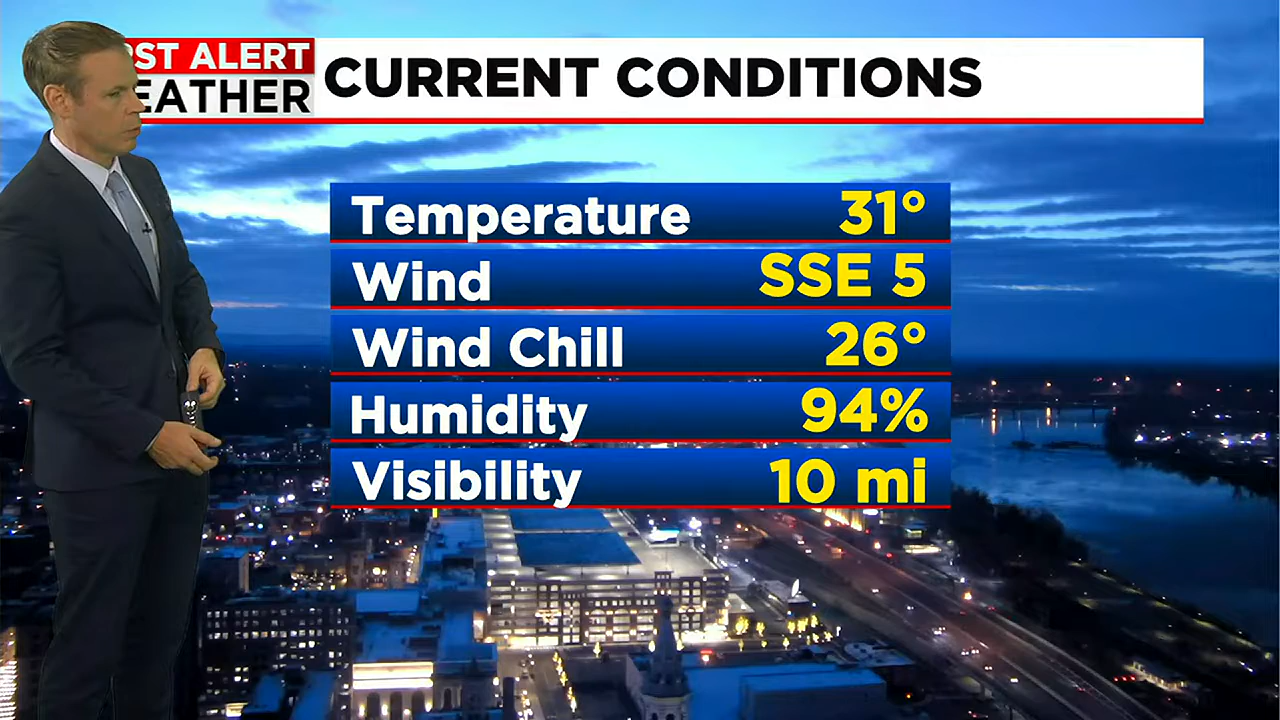 RST ALERT
EATHER
CURRENT CONDITIONS
Temperature 31°
Wind SSE 5
Wind Chill 26°
Humidity 94%
Visibility 10 mi